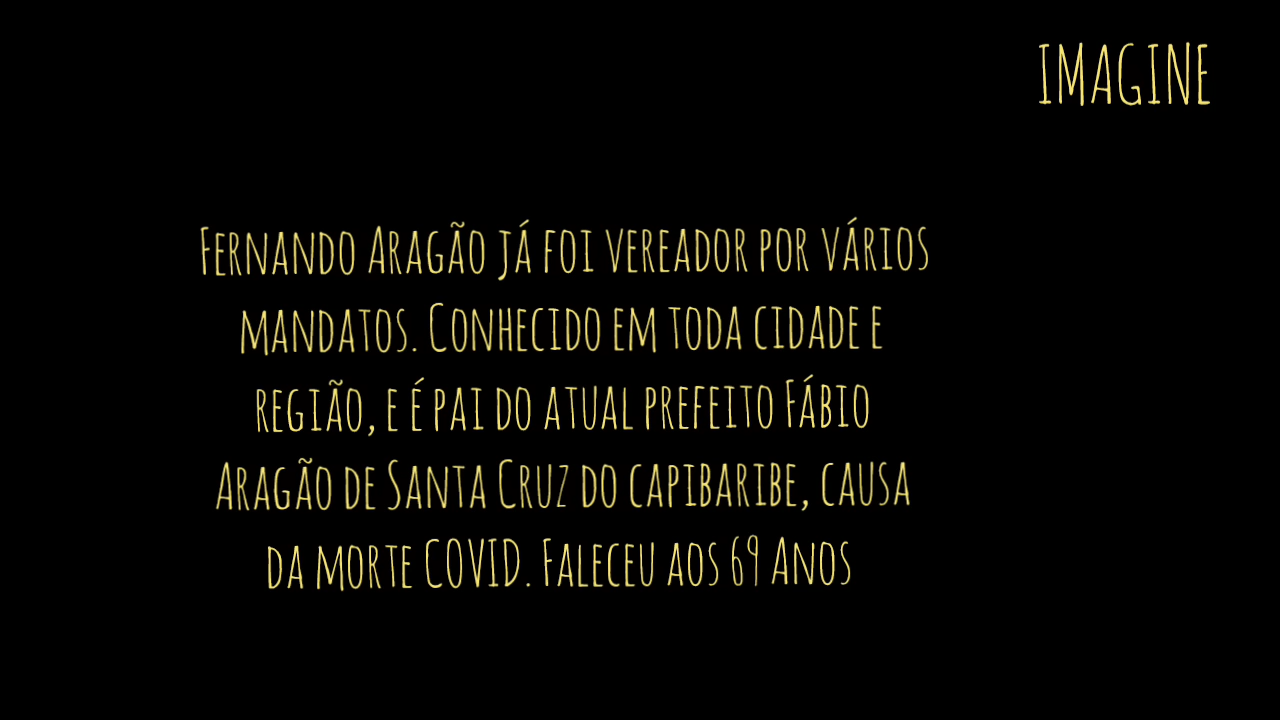 IMAGINE
Fernando Aragão já foi vereador por vários
mandatos. Conhecido em toda cidade e
região, e é pai do atual prefeito Fábio
Aragão de Santa Cruz do capibaribe, causa
da morte COVID. Faleceu aos 69 Anos